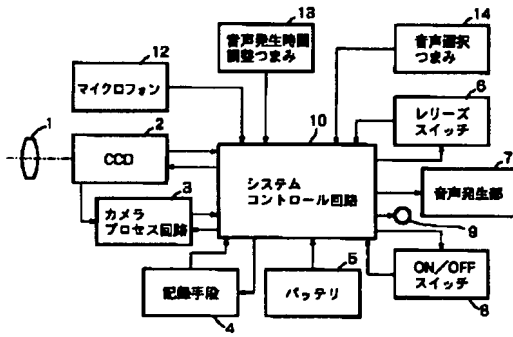 13
音声発生時間
調整つまみ
14
音声選択
つまみ
12
マイクロフォン
10
6
レリーズ
スイッチ
1
2
CCD
システム
コントロール回路
7
音声発生部
3
カメラ
プロセス回路
9
5
ON/OFF
スイッチ
8
記録手段
4
バッテリ